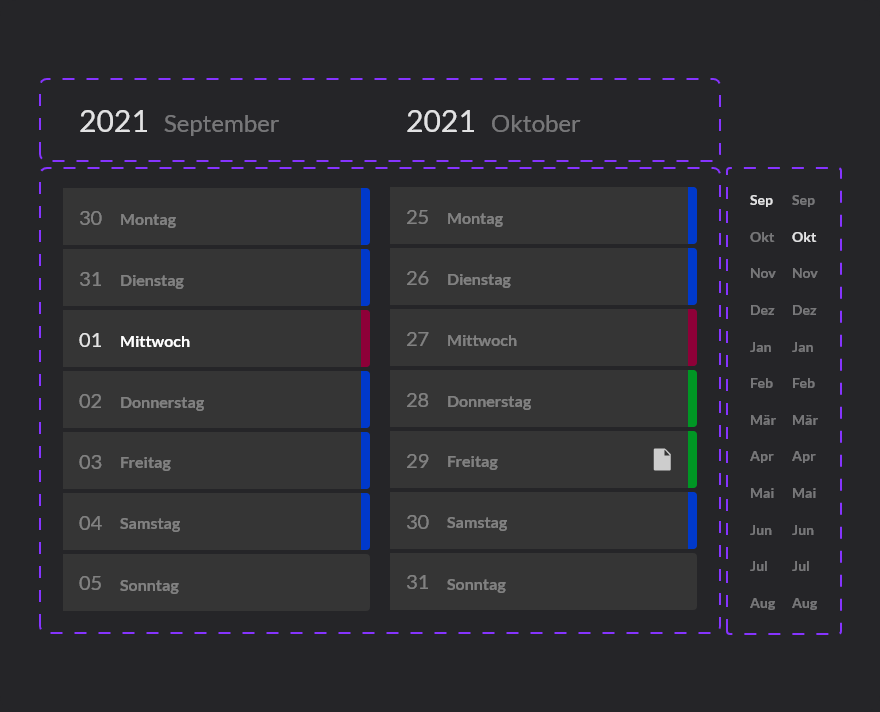 2021 September
2021 Oktober
30 Montag
31 Dienstag
01 Mittwoch
02 Donnerstag
03 Freitag
04 Samstag
05 Sonntag
25 Montag
26 Dienstag
27 Mittwoch
28 Donnerstag
29 Freitag
30 Samstag
31 Sonntag
Sep Sep
Okt Okt
Nov Nov
Dez Dez
Jan Jan
Feb Feb
Mär Mär
Apr Apr
Mai Mai
Jun Jun
Jul Jul
Aug Aug